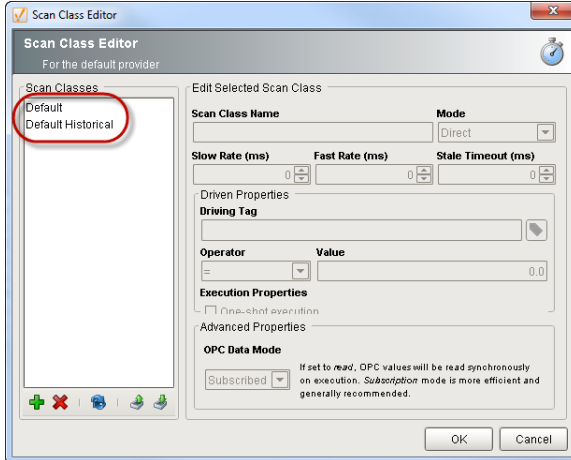 Scan Class Editor
Scan Class Editor
For the default provider
Scan Classes
Default
Default Historical
Edit Selected Scan Class
Scan Class Name
Mode
Direct
Slow Rate (ms)
Fast Rate (ms)
Stale Timeout (ms)
0
0
0
Driven Properties
Driving Tag
Operator
Value
=
0.0
Execution Properties
One-shot execution
Advanced Properties
OPC Data Mode
Subscribed
If set to read, OPC values will be read synchronously
on execution. Subscription mode is more efficient and
generally recommended.
OK
Cancel